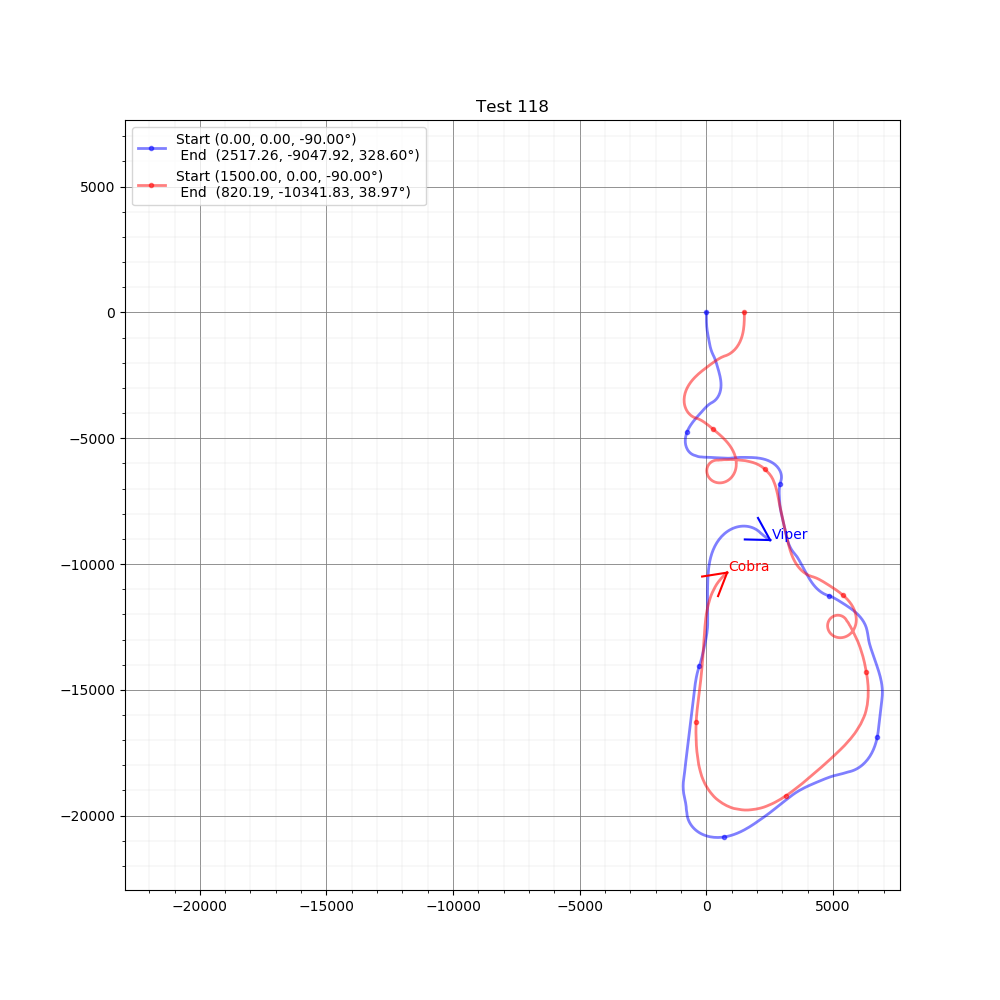 Test 118
Start (0.00, 0.00, -90.00°)
End (2517.26, -9047.92, 328.60°)
Start (1500.00, 0.00, -90.00°)
End (820.19, -10341.83, 38.97°)
5000
0
−5000
−10000
−15000
−20000
Viper
Cobra
−20000
−15000
−10000
−5000
0
5000